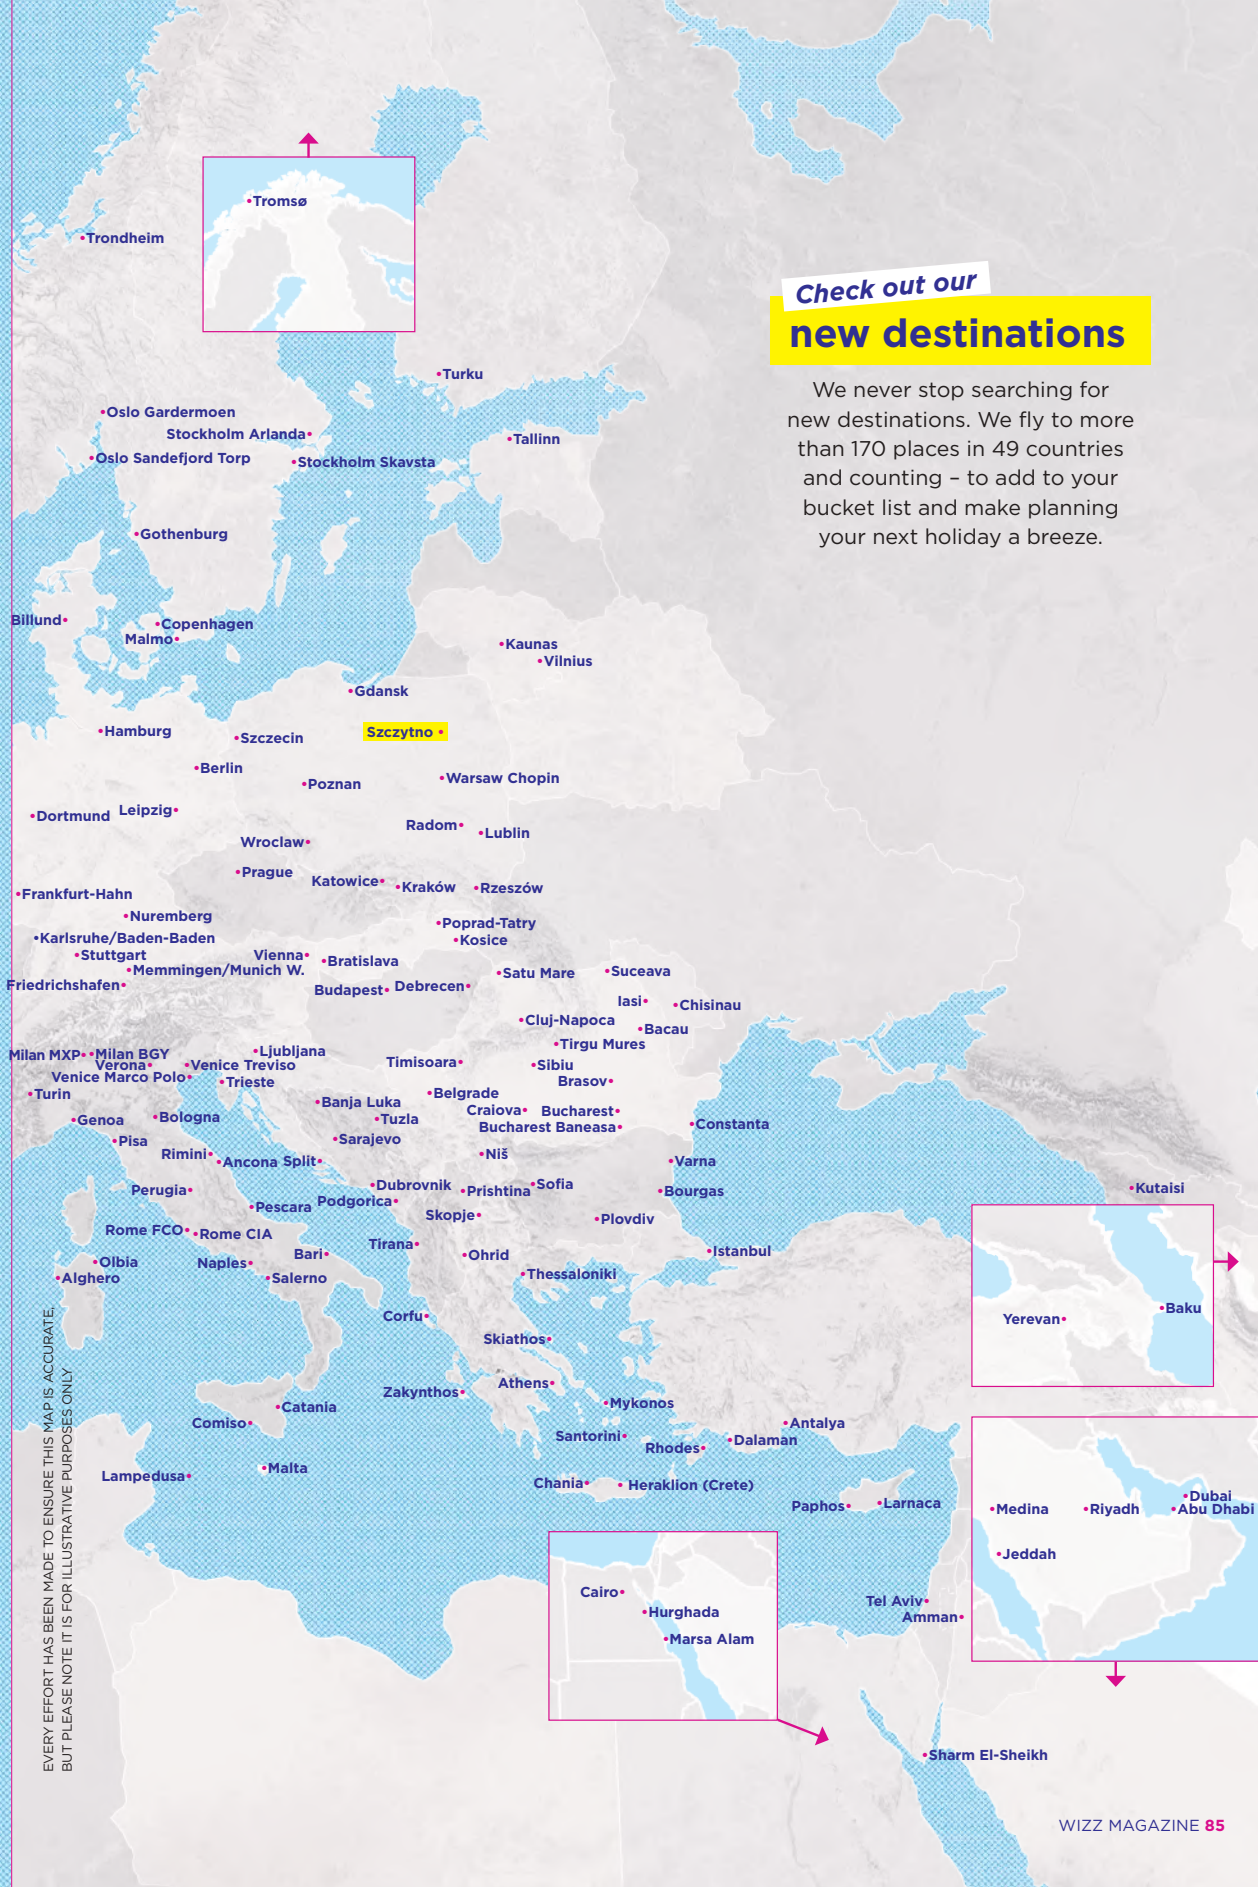 Tromsø
Trondheim
Check out our
new destinations
We never stop searching for
new destinations. We fly to more
than 170 places in 49 countries
and counting – to add to your
bucket list and make planning
your next holiday a breeze.
Turku
Oslo Gardermoen
Stockholm Arlanda
Tallinn
Oslo Sandefjord Torp
Stockholm Skavsta
Gothenburg
Billund
Copenhagen
Malmo
Kaunas
Vilnius
Gdansk
Hamburg
Szczecin
Szczytno
Berlin
Poznan
Warsaw Chopin
Dortmund
Leipzig
Radom
Lublin
Wroclaw
Prague
Katowice
Kraków
Rzeszów
Frankfurt-Hahn
Nuremberg
Poprad-Tatry
Karlsruhe/Baden-Baden
Kosice
Stuttgart
Vienna
Bratislava
Memmingen/Munich W.
Satu Mare
Suceava
Friedrichshafen
Budapest
Debrecen
Iasi
Chisinau
Cluj-Napoca
Bacau
Tirgu Mures
Milan MXP
Milan BGY
Ljubljana
Verona
Venice Treviso
Timisoara
Sibiu
Venice Marco Polo
Trieste
Brasov
Turin
Banja Luka
Belgrade
Craiova
Bucharest
Genoa
Bologna
Tuzla
Bucharest Baneasa
Constanta
Pisa
Sarajevo
Rimini
Ancona
Split
Niš
Varna
Perugia
Dubrovnik
Prishtina
Sofia
Bourgas
Kutaisi
Pescara
Podgorica
Skopje
Plovdiv
Rome FCO
Rome CIA
Bari
Tirana
Ohrid
Istanbul
Olbia
Naples
Alghero
Salerno
Thessaloniki
Corfu
Yerevan
Baku
Skiathos
Zakynthos
Athens
Mykonos
Catania
Comiso
Santorini
Rhodes
Dalaman
Antalya
Lampedusa
Malta
Chania
Heraklion (Crete)
Paphos
Larnaca
Dubai
Medina
Riyadh
Abu Dhabi
Jeddah
Cairo
Hurghada
Marsa Alam
Tel Aviv
Amman
Sharm El-Sheikh
EVERY EFFORT HAS BEEN MADE TO ENSURE THIS MAP IS ACCURATE,
BUT PLEASE NOTE IT IS FOR ILLUSTRATIVE PURPOSES ONLY
WIZZ MAGAZINE 85